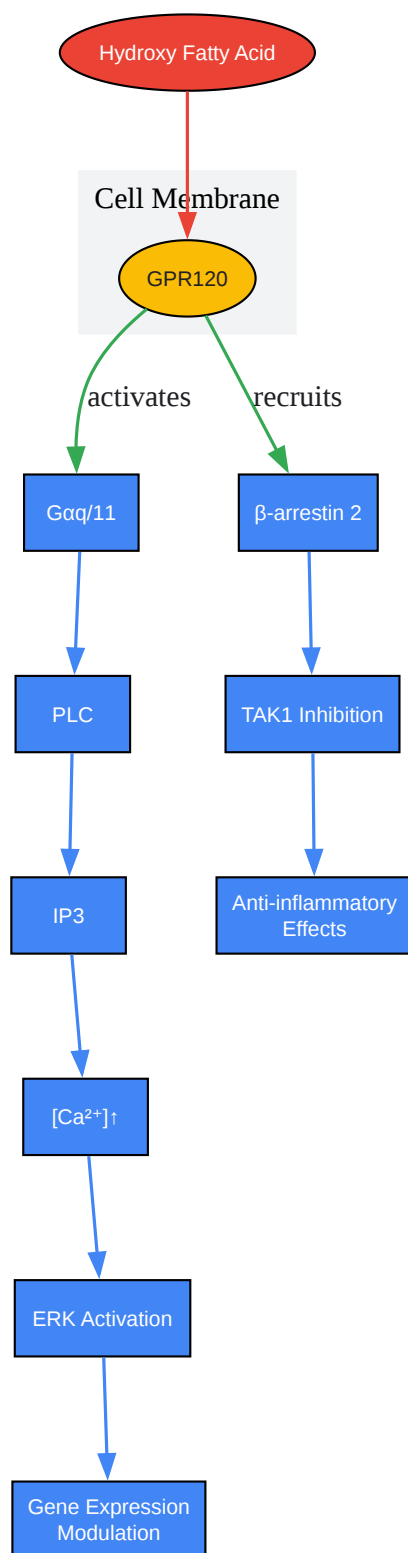 Hydroxy Fatty Acid
Cell Membrane
GPR120
activates
recruits
Gαq/11
β-arrestin 2
PLC
TAK1 Inhibition
IP3
Anti-inflammatory
Effects
[Ca²⁺]↑
ERK Activation
Gene Expression
Modulation